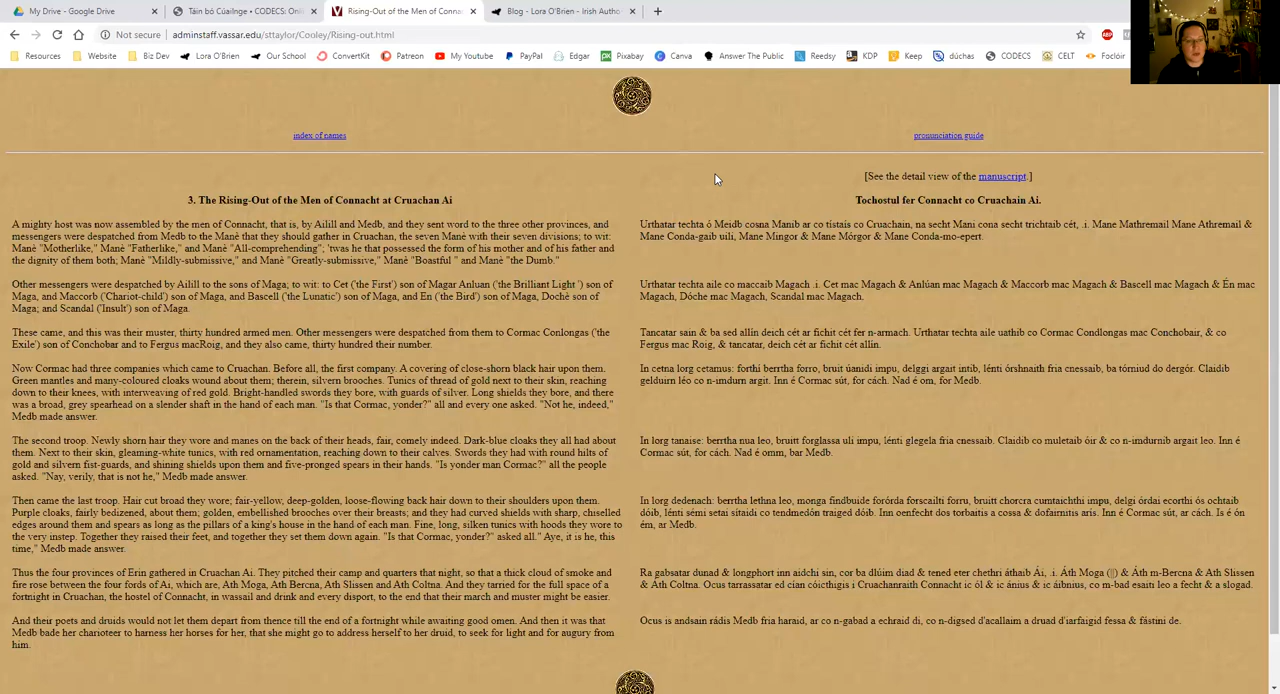 My Drive - Google Drive
Táin bó Cúailnge • CODECS: Onli
Rising-Out of the Men of Conna
Blog - Lora O'Brien - Irish Autho
Not secure | adminstaff.vassar.edu/sttaylor/Cooley/Rising-out.html
Resources Website Biz Dev Lora O'Brien Our School ConvertKit Patreon My Youtube PayPal Edgar Pixabay Canva Answer The Public Reedsy KDP Keep dúchas CODECS CELT Foclóir
index of names
pronunciation guide
[See the detail view of the manuscript.]
3. The Rising-Out of the Men of Connacht at Cruachan Ai
A mighty host was now assembled by the men of Connacht, that is, by Ailill and Medb, and they sent word to the three other provinces, and
messengers were despatched from Medb to the Manè that they should gather in Cruachan, the seven Manè with their seven divisions; to wit:
Manè "Motherlike," Manè "Fatherlike," and Manè "All-comprehending"; 'twas he that possessed the form of his mother and of his father and
the dignity of them both; Manè "Mildly-submissive," and Manè "Greatly-submissive," Manè "Boastful " and Manè "the Dumb."
Other messengers were despatched by Ailill to the sons of Maga; to wit: to Cet ('the First') son of Magar Anluan ('the Brilliant Light ') son of
Maga, and Maccorb ('Chariot-child') son of Maga, and Bascell ('the Lunatic') son of Maga, and En ('the Bird') son of Maga, Dochè son of
Maga; and Scandal ('Insult') son of Maga.
These came, and this was their muster, thirty hundred armed men. Other messengers were despatched from them to Cormac Conlongas ('the
Exile') son of Conchobar and to Fergus macRoig, and they also came, thirty hundred their number.
Now Cormac had three companies which came to Cruachan. Before all, the first company. A covering of close-shorn black hair upon them.
Green mantles and many-coloured cloaks wound about them; therein, silvern brooches. Tunics of thread of gold next to their skin, reaching
down to their knees, with interweaving of red gold. Bright-handled swords they bore, with guards of silver. Long shields they bore, and there
was a broad, grey spearhead on a slender shaft in the hand of each man. "Is that Cormac, yonder?" all and every one asked. "Not he, indeed,"
Medb made answer.
The second troop. Newly shorn hair they wore and manes on the back of their heads, fair, comely indeed. Dark-blue cloaks they all had about
them. Next to their skin, gleaming-white tunics, with red ornamentation, reaching down to their calves. Swords they had with round hilts of
gold and silvern fist-guards, and shining shields upon them and five-pronged spears in their hands. "Is yonder man Cormac?" all the people
asked. "Nay, verily, that is not he," Medb made answer.
Then came the last troop. Hair cut broad they wore; fair-yellow, deep-golden, loose-flowing back hair down to their shoulders upon them.
Purple cloaks, fairly bedizened, about them; golden, embellished brooches over their breasts; and they had curved shields with sharp, chiselled
edges around them and spears as long as the pillars of a king's house in the hand of each man. Fine, long, silken tunics with hoods they wore to
the very instep. Together they raised their feet, and together they set them down again. "Is that Cormac, yonder?" asked all." Aye, it is he, this
time," Medb made answer.
Thus the four provinces of Erin gathered in Cruachan Ai. They pitched their camp and quarters that night, so that a thick cloud of smoke and
fire rose between the four fords of Ai, which are, Ath Moga, Ath Bercna, Ath Slissen and Ath Coltna. And they tarried for the full space of a
fortnight in Cruachan, the hostel of Connacht, in wassail and drink and every disport, to the end that their march and muster might be easier.
And their poets and druids would not let them depart from thence till the end of a fortnight while awaiting good omen. And then it was that
Medb bade her charioteer to harness her horses for her, that she might go to address herself to her druid, to seek for light and for augury from
him.
Tochostul fer Connacht co Cruachain Ai.
Urthatar techta ó Meidb cosna Manib ar co tístais co Cruachain, na secht Mani cona secht trichtaib cét, .i. Mane Mathremail Mane Athremail &
Mane Conda-gaib uili, Mane Mingor & Mane Mórgor & Mane Conda-mo-epert.
Urthatar techta aile co maccaib Magach .i. Cet mac Magach & Anlúan mac Magach & Maccorb mac Magach & Bascell mac Magach & Én mac
Magach, Dóche mac Magach, Scandal mac Magach.
Tancatar sain & ba sed allín deich cét ar fichit cét fer n-armach. Urthatar techta aile uathib co Cormac Condlongas mac Conchobair, & co
Fergus mac Roig, & tancatar, deich cét ar fichit cét allín.
In cetna lorg cetamus: forthí berrtha forro, bruit úanidi impu, delggi argait intib, lénti órshnaith fria cnessaib, ba tórniud do dergór. Claidib
gelduirn léo co n-imdurn argit. Inn é Cormac sút, for cách. Nad é om, for Medb.
In lorg tanaise: berrtha nua leo, bruitt forglassa uli impu, lénti glegela fria cnessaib. Claidib co muletaib óir & co n-imdurnib argait leo. Inn é
Cormac sút, for cách. Nad é omm, bar Medb.
In lorg dedenach: berrtha lethna leo, monga findbuide forórda forscailti forru, bruitt chorcra cumtaichthi impu, delgi órdai ecorthi ós ochtaib
dóib, lénti sémi setai sítaidi co tendmedón traiged dóib. Inn oenfecht dos torbaitis a cossa & dofairnitis arís. Inn é Cormac sút, ar cách. Is é ón
ém, ar Medb.
Ra gabsatar dunad & longphort inn aidchi sin, cor ba dlúim díad & tened eter chethri áthaib Ái, .i. Áth Moga (||) & Áth m-Bercna & Áth Slissen
& Áth Coltna. Ocus tarrassatar ed cían cóicthigis i Cruachanraith Connacht ic ól & ic ánius & ic áibnius, co m-bad esaiti leo a fecht & a slogad.
Ocus is andsain rádis Medb fria haraid, ar co n-gabad a echraid di, co n-digsed d'acallaim a druad d'iarfaigid fessa & fástini de.